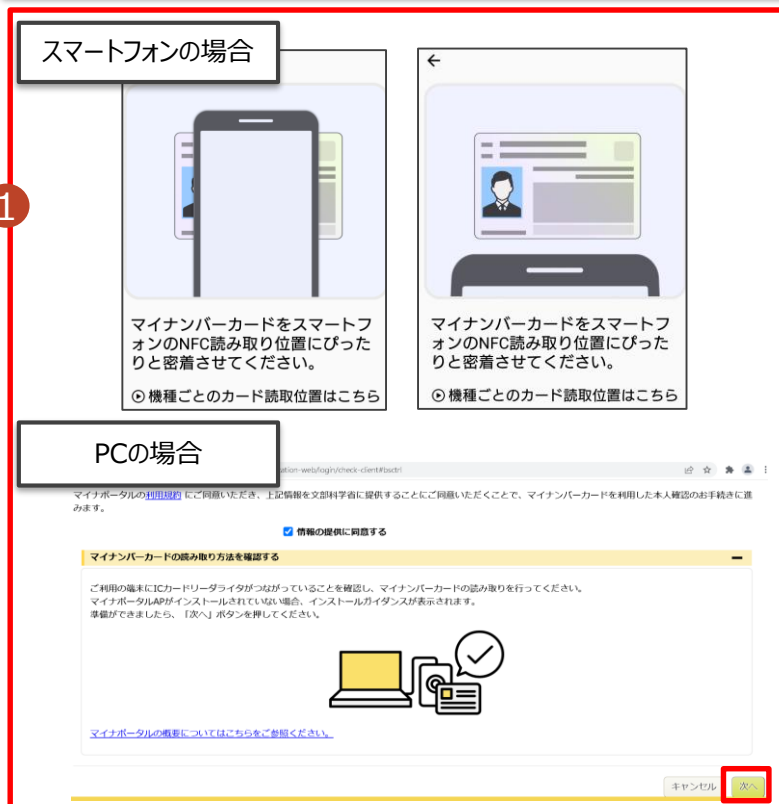 スマートフォンの場合
1
マイナンバーカードをスマートフ
ォンのNFC読み取り位置にぴった
りと密着させてください。
機種ごとのカード読取位置はこちら
マイナンバーカードをスマートフ
ォンのNFC読み取り位置にぴった
りと密着させてください。
機種ごとのカード読取位置はこちら
PCの場合
ation-web/login/check-client#bsctrl
マイナポータルの利用規約 にご同意いただき、上記情報を文部科学省に提供することにご同意いただくことで、マイナンバーカードを利用した本人確認のお手続きに進
みます。
情報の提供に同意する
マイナンバーカードの読み取り方法を確認する
ご利用の端末にICカードリーダライタがつながっていることを確認し、マイナンバーカードの読み取りを行ってください。
マイナポータルAPがインストールされていない場合、インストールガイダンスが表示されます。
準備ができましたら、「次へ」ボタンを押してください。
マイナポータルの概要についてはこちらをご参照ください。
キャンセル
次へ